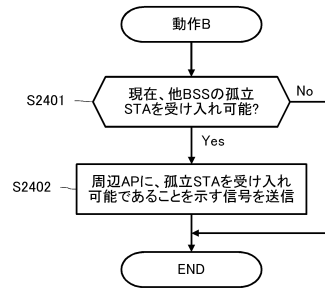 動作B
S2401
現在、他BSSの孤立
STAを受け入れ可能?
No
Yes
S2402
周辺APに、孤立STAを受け入れ
可能であることを示す信号を送信
END